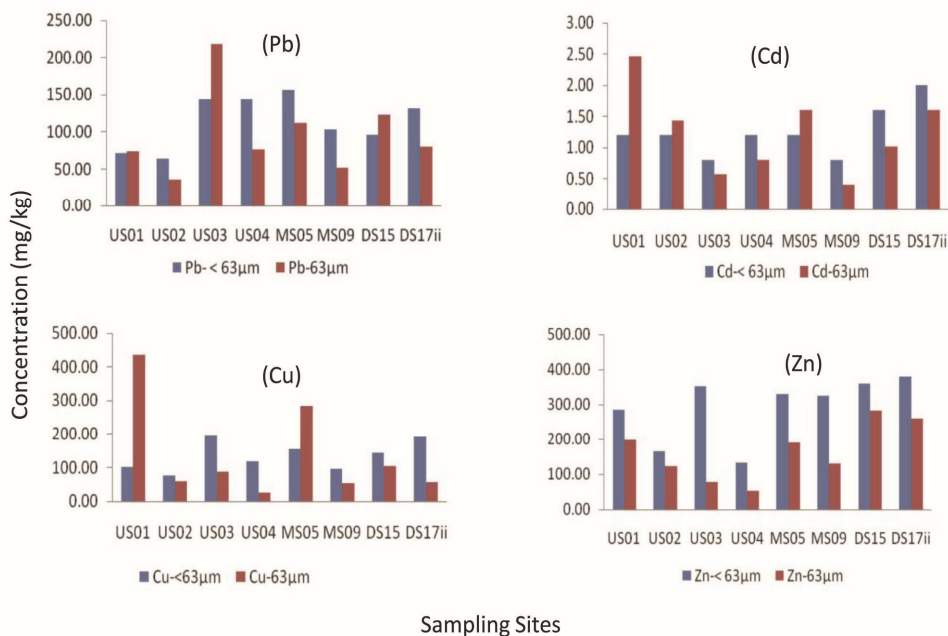 Concentration (mg/kg)
(Pb)
250.00
200.00
150.00
100.00
50.00
0.00
US01 US02 US03 US04 MS05 MS09 DS15 DS17ii
Pb- < 63µm Pb-63µm
(Cd)
3.00
2.50
2.00
1.50
1.00
0.50
0.00
US01 US02 US03 US04 MS05 MS09 DS15 DS17ii
Cd-< 63µm Cd-63µm
(Cu)
500.00
400.00
300.00
200.00
100.00
0.00
US01 US02 US03 US04 MS05 MS09 DS15 DS17ii
Cu-<63µm Cu-63µm
(Zn)
500.00
400.00
300.00
200.00
100.00
0.00
US01 US02 US03 US04 MS05 MS09 DS15 DS17ii
Zn-< 63µm Zn-63µm
Sampling Sites